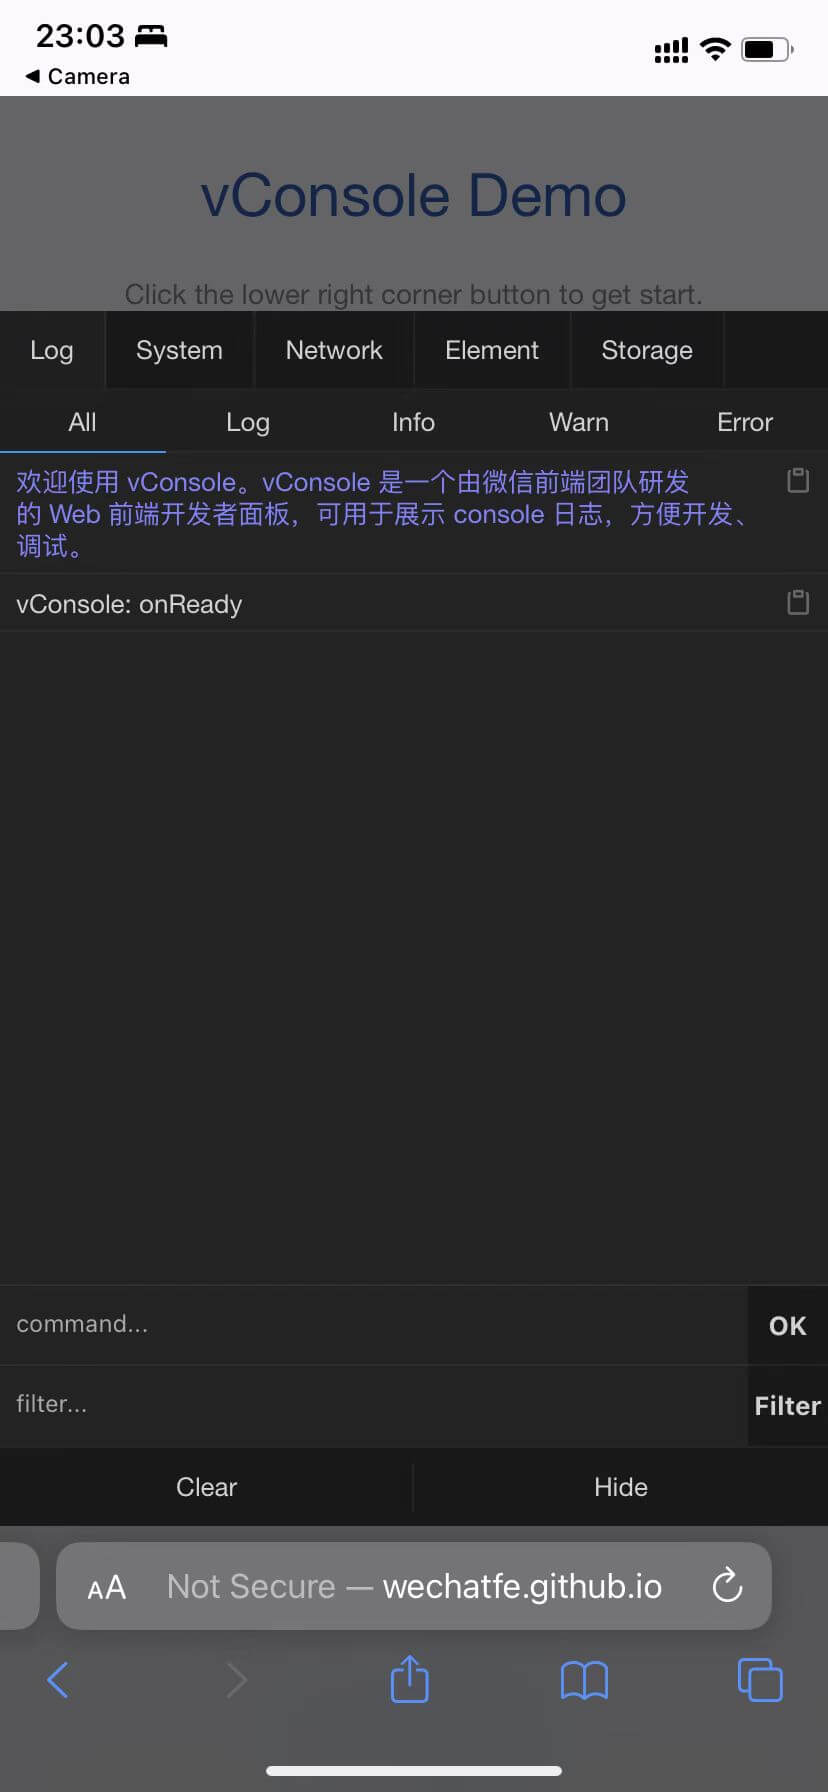 23:03
◀ Camera
vConsole Demo
Click the lower right corner button to get start.
Log System Network Element Storage
All Log Info Warn Error
欢迎使用 vConsole。vConsole 是一个由微信前端团队研发
的 Web 前端开发者面板，可用于展示 console 日志，方便开发、
调试。
vConsole: onReady
command...
OK
filter...
Filter
Clear Hide
AA Not Secure — wechatfe.github.io